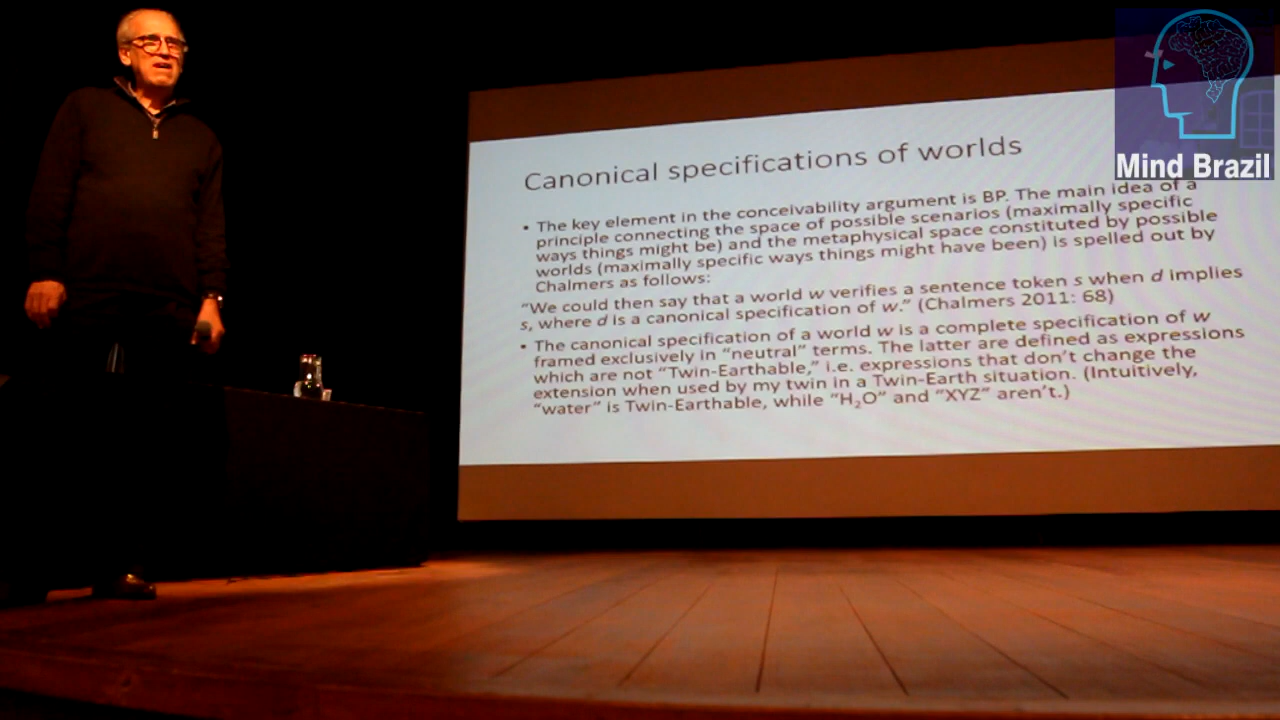 Canonical specifications of worlds
• The key element in the conceivability argument is BP. The main idea of a
principle connecting the space of possible scenarios (maximally specific
ways things might be) and the metaphysical space constituted by possible
worlds (maximally specific ways things might have been) is spelled out by
Chalmers as follows:
“We could then say that a world w verifies a sentence token s when d implies
s, where d is a canonical specification of w.” (Chalmers 2011: 68)
• The canonical specification of a world w is a complete specification of w
framed exclusively in “neutral” terms. The latter are defined as expressions
which are not “Twin-Earthable,” i.e. expressions that don’t change the
extension when used by my twin in a Twin-Earth situation. (Intuitively,
“water” is Twin-Earthable, while “H₂O” and “XYZ” aren’t.)
Mind Brazil